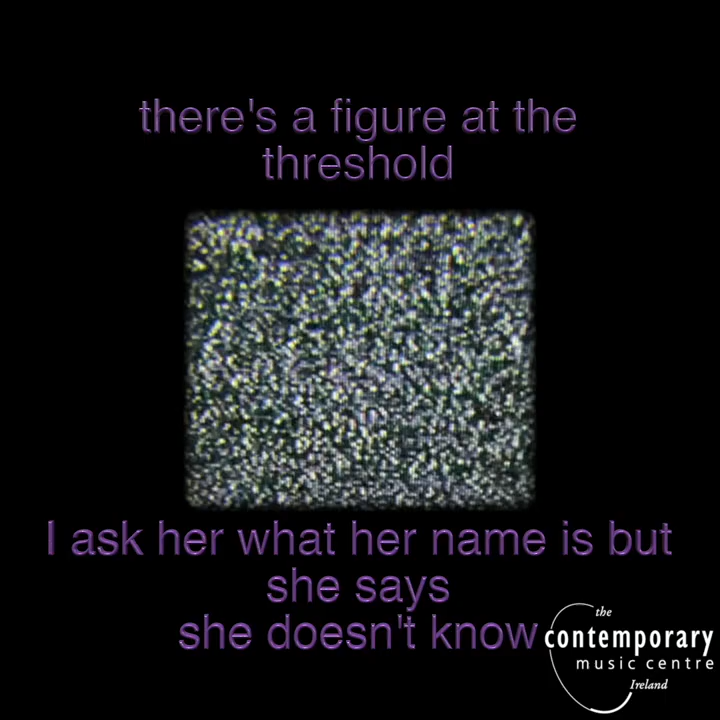 there's a figure at the
threshold
I ask her what her name is but
she says
she doesn't know
the
contemporary
music centre
Ireland